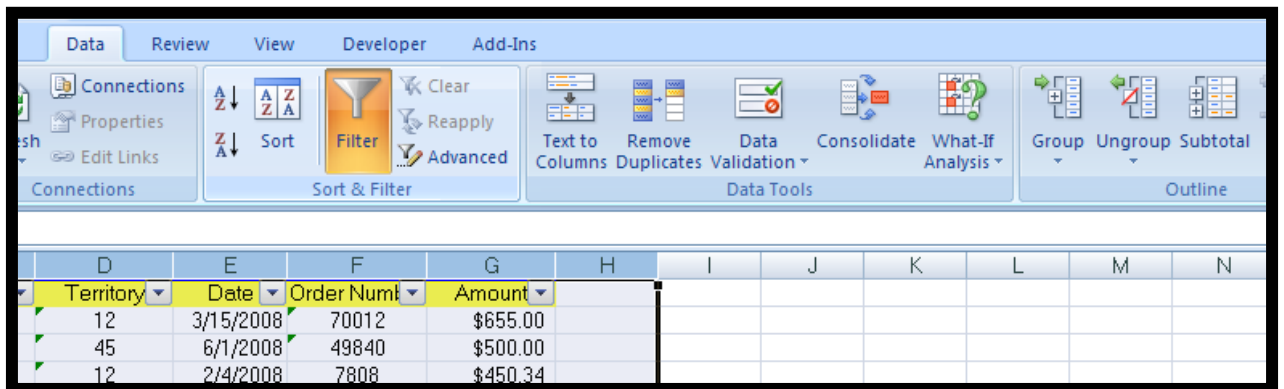 Data Review View Developer Add-Ins
Connections
Properties
Edit Links
Connections
A Z
Z A
A Z
Z A
Sort
Filter
Clear
Reapply
Advanced
Sort & Filter
Text to
Columns
Remove
Duplicates
Data
Validation
Consolidate
What-If
Analysis
Data Tools
Group
Ungroup
Subtotal
Outline
D E F G H I J K L M N
Territory Date Order Numb Amount
12 3/15/2008 70012 $655.00
45 6/1/2008 49840 $500.00
12 2/4/2008 7808 $450.34